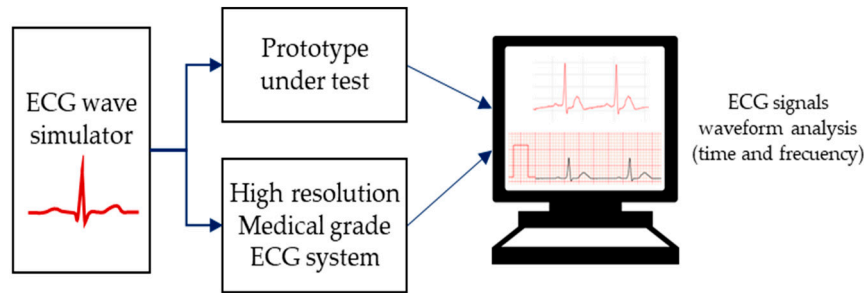 ECG wave
simulator
Prototype
under test
High resolution
Medical grade
ECG system
ECG signals
waveform analysis
(time and frecuency)